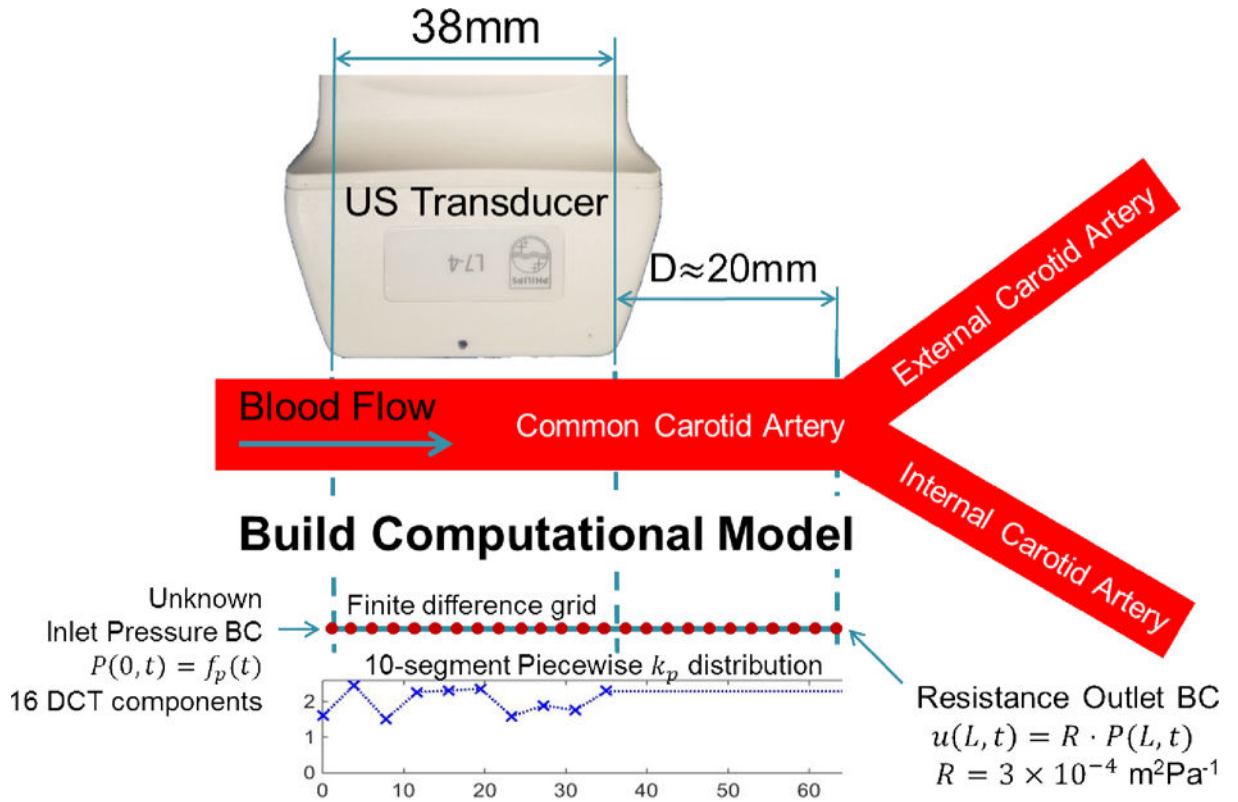 38mm
US Transducer
L7-4
PHILIPS
D≈20mm
External Carotid Artery
Blood Flow
Common Carotid Artery
Internal Carotid Artery
Build Computational Model
Unknown
Inlet Pressure BC
P(0, t) = f_p(t)
16 DCT components
Finite difference grid
10-segment Piecewise k_p distribution
2
1
0
0 10 20 30 40 50 60
Resistance Outlet BC
u(L, t) = R · P(L, t)
R = 3 × 10⁻⁴ m²Pa⁻¹